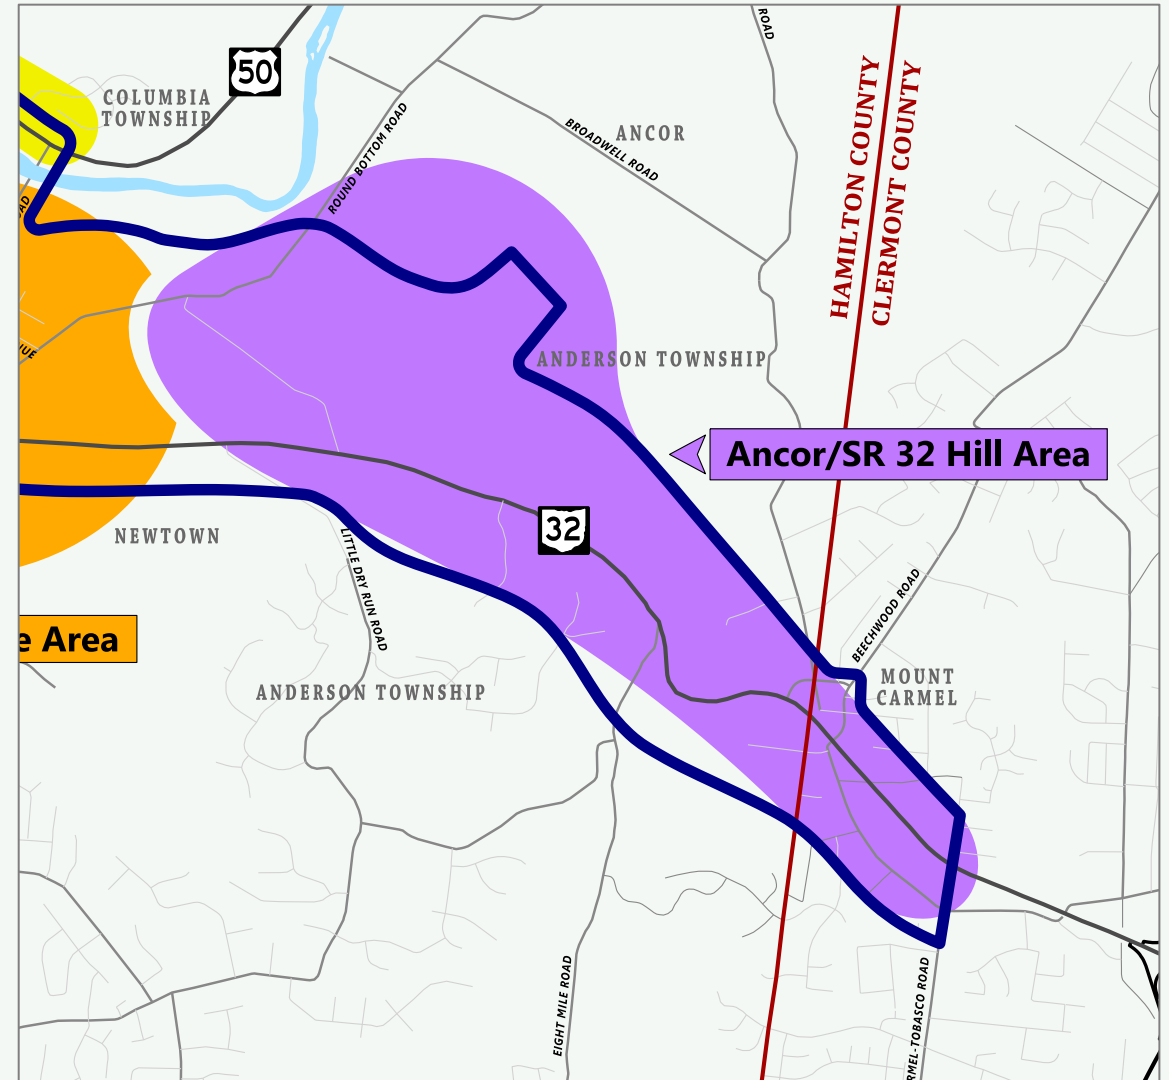 ROAD
50
COLUMBIA
TOWNSHIP
ANCOR
BROADWELL ROAD
ROUND BOTTOM ROAD
HAMILTON COUNTY
CLERMONT COUNTY
ANDERSON TOWNSHIP
Ancor/SR 32 Hill Area
32
NEWTOWN
LITTLE DRY RUN ROAD
BEECHWOOD ROAD
e Area
MOUNT
CARMEL
ANDERSON TOWNSHIP
EIGHT MILE ROAD
RMEL-TOBASCO ROAD